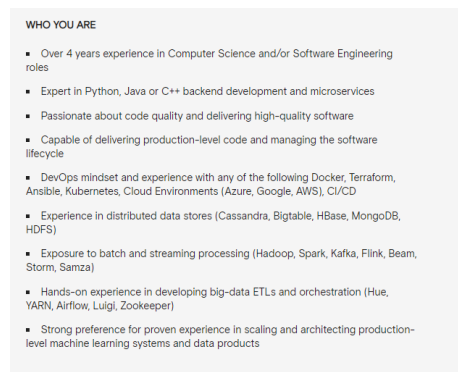 WHO YOU ARE
▪ Over 4 years experience in Computer Science and/or Software Engineering
roles
▪ Expert in Python, Java or C++ backend development and microservices
▪ Passionate about code quality and delivering high-quality software
▪ Capable of delivering production-level code and managing the software
lifecycle
▪ DevOps mindset and experience with any of the following Docker, Terraform,
Ansible, Kubernetes, Cloud Environments (Azure, Google, AWS), CI/CD
▪ Experience in distributed data stores (Cassandra, Bigtable, HBase, MongoDB,
HDFS)
▪ Exposure to batch and streaming processing (Hadoop, Spark, Kafka, Flink, Beam,
Storm, Samza)
▪ Hands-on experience in developing big-data ETLs and orchestration (Hue,
YARN, Airflow, Luigi, Zookeeper)
▪ Strong preference for proven experience in scaling and architecting production-
level machine learning systems and data products